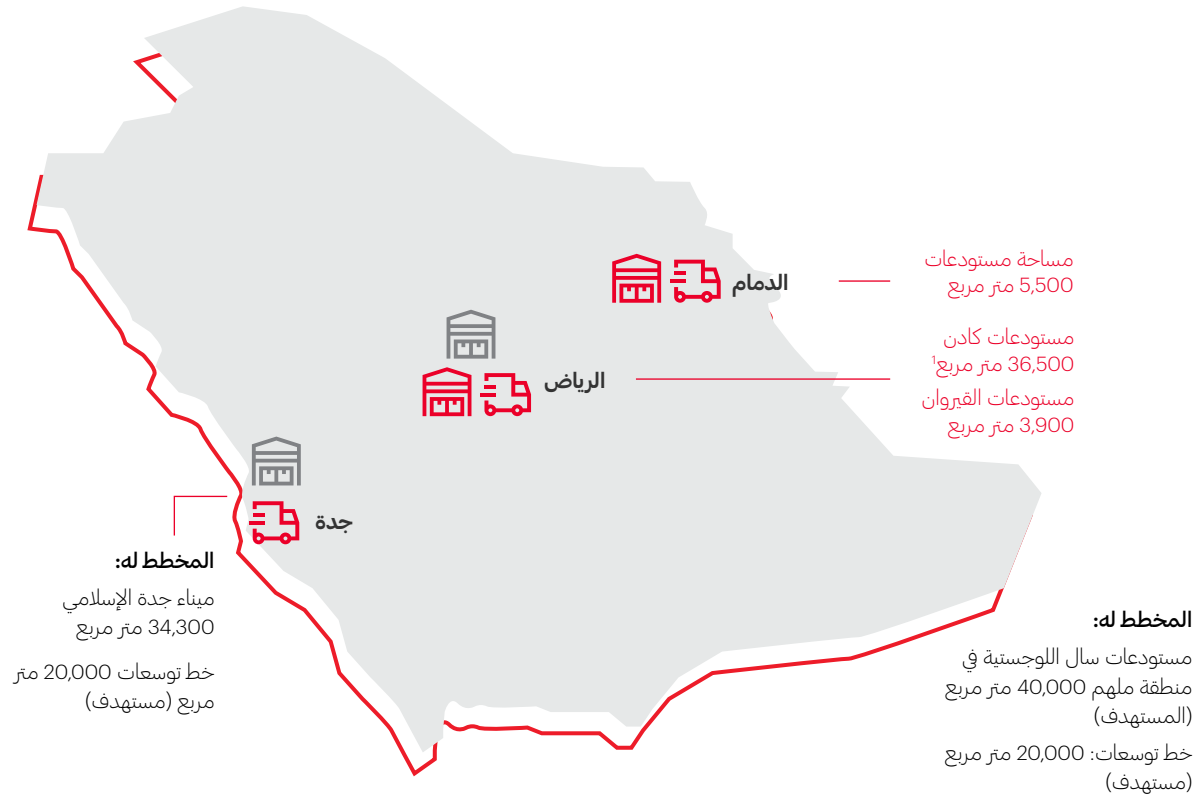 مساحة مستودعات
5,500 متر مربع
الدمام
مستودعات كادن
36,500 متر مربع¹
مستودعات القيروان
3,900 متر مربع
الرياض
جدة
المخطط له:
ميناء جدة الإسلامي
34,300 متر مربع
خط توسعات 20,000 متر
مربع (مستهدف)
المخطط له:
مستودعات سال اللوجستية في
منطقة ملهم 40,000 متر مربع
(المستهدف)
خط توسعات: 20,000 متر مربع
(مستهدف)